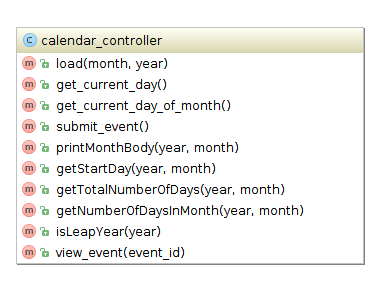 C calendar_controller
m load(month, year)
m get_current_day()
m get_current_day_of_month()
m submit_event()
m printMonthBody(year, month)
m getStartDay(year, month)
m getTotalNumberOfDays(year, month)
m getNumberOfDaysInMonth(year, month)
m isLeapYear(year)
m view_event(event_id)